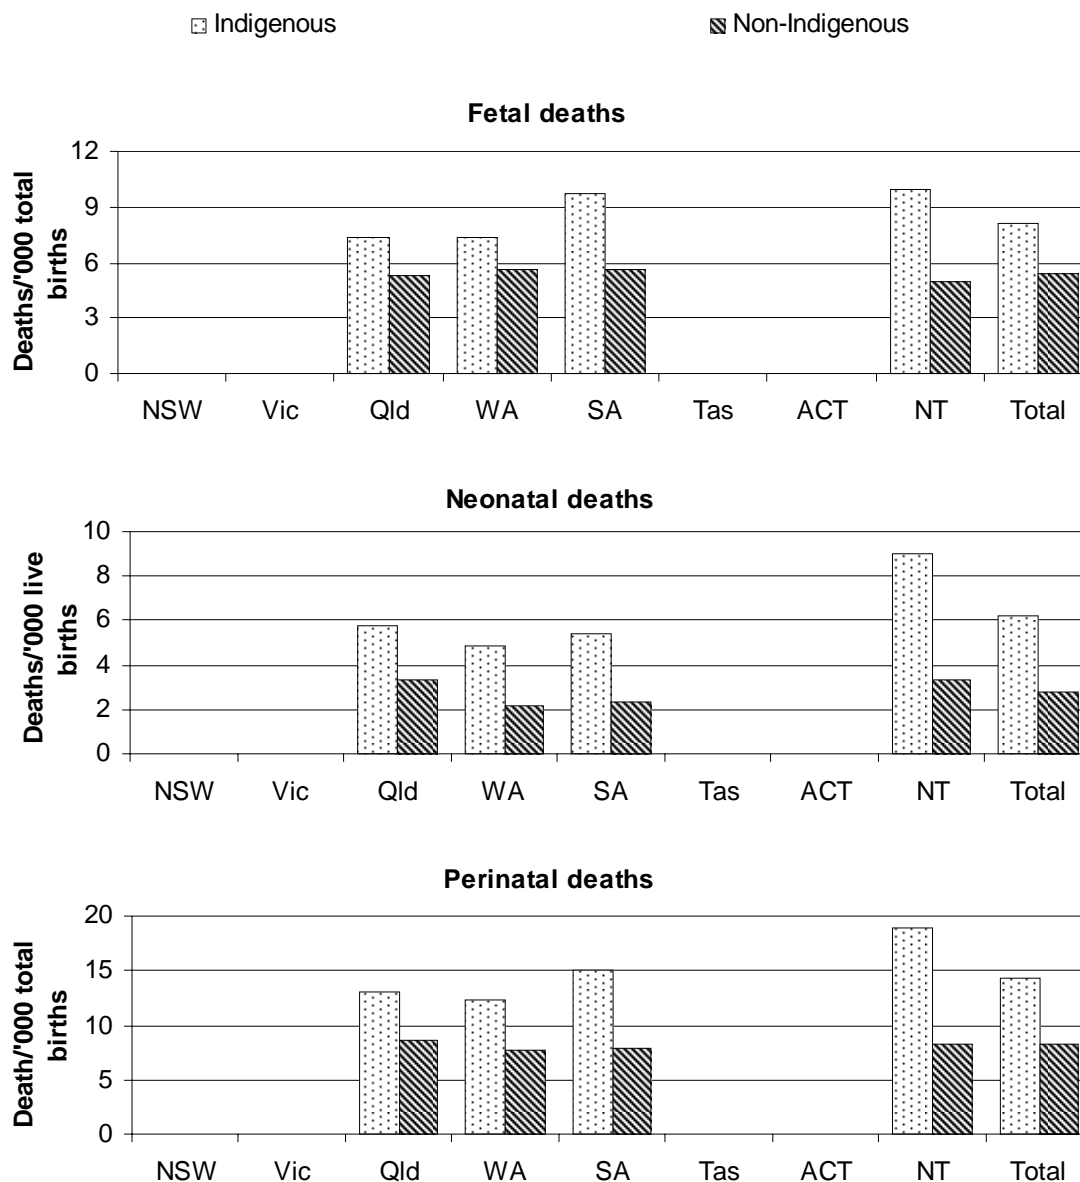 Indigenous
Non-Indigenous
Fetal deaths
Deaths/'000 total
births
12
9
6
3
0
NSW Vic Qld WA SA Tas ACT NT Total
Neonatal deaths
Deaths/'000 live
births
10
8
6
4
2
0
NSW Vic Qld WA SA Tas ACT NT Total
Perinatal deaths
Death/'000 total
births
20
15
10
5
0
NSW Vic Qld WA SA Tas ACT NT Total